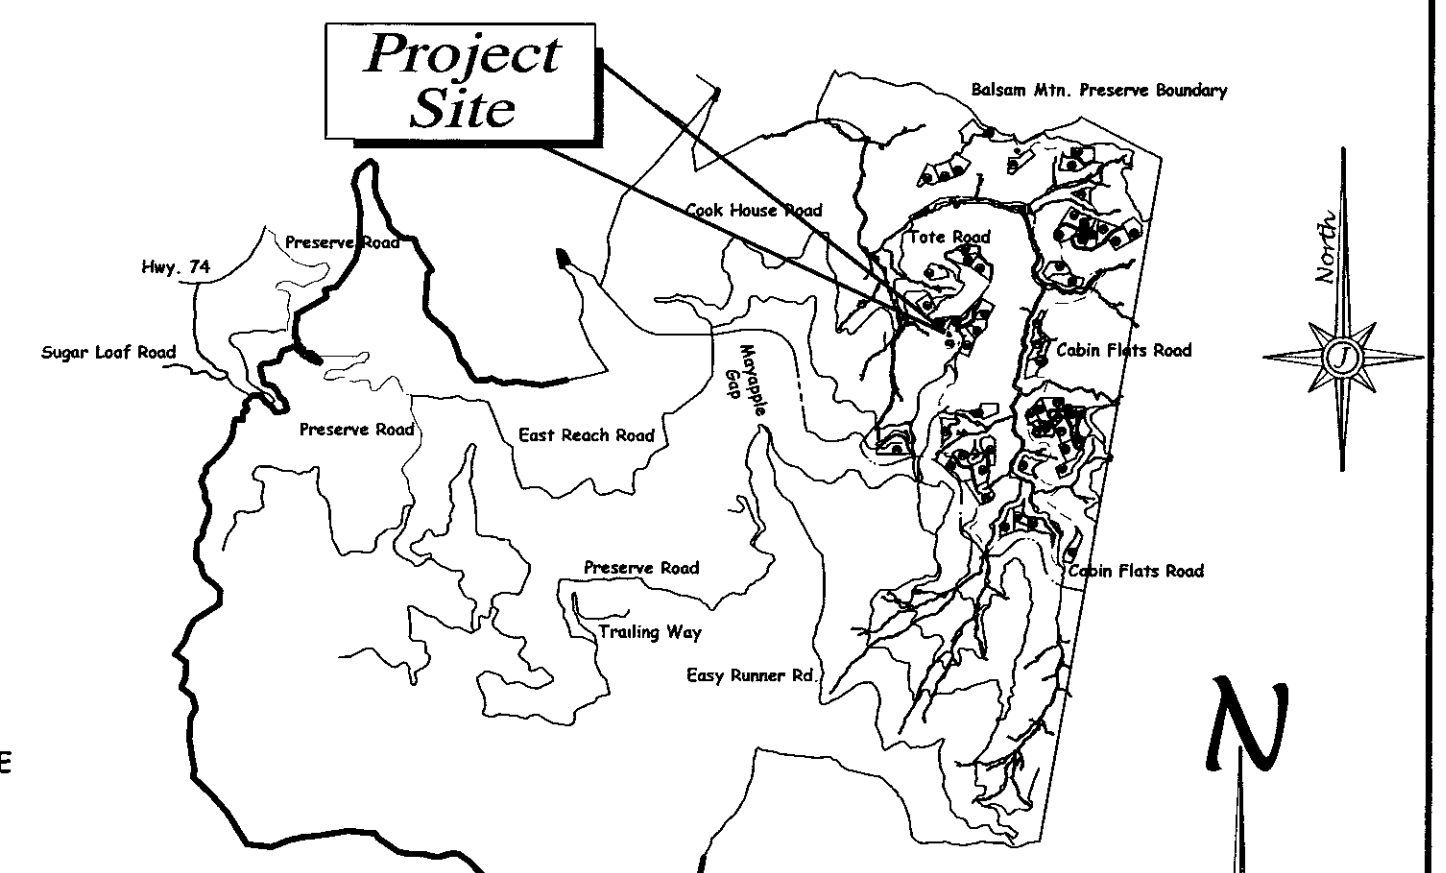 Project
Site
Balsam Mtn. Preserve Boundary
Cook House Road
Tote Road
Preserve Road
Hwy. 74
North
Sugar Loaf Road
Cabin Flats Road
Mayapple
Gap
J
Preserve Road
East Reach Road
Preserve Road
Cabin Flats Road
Trailing Way
Easy Runner Rd.
N
E